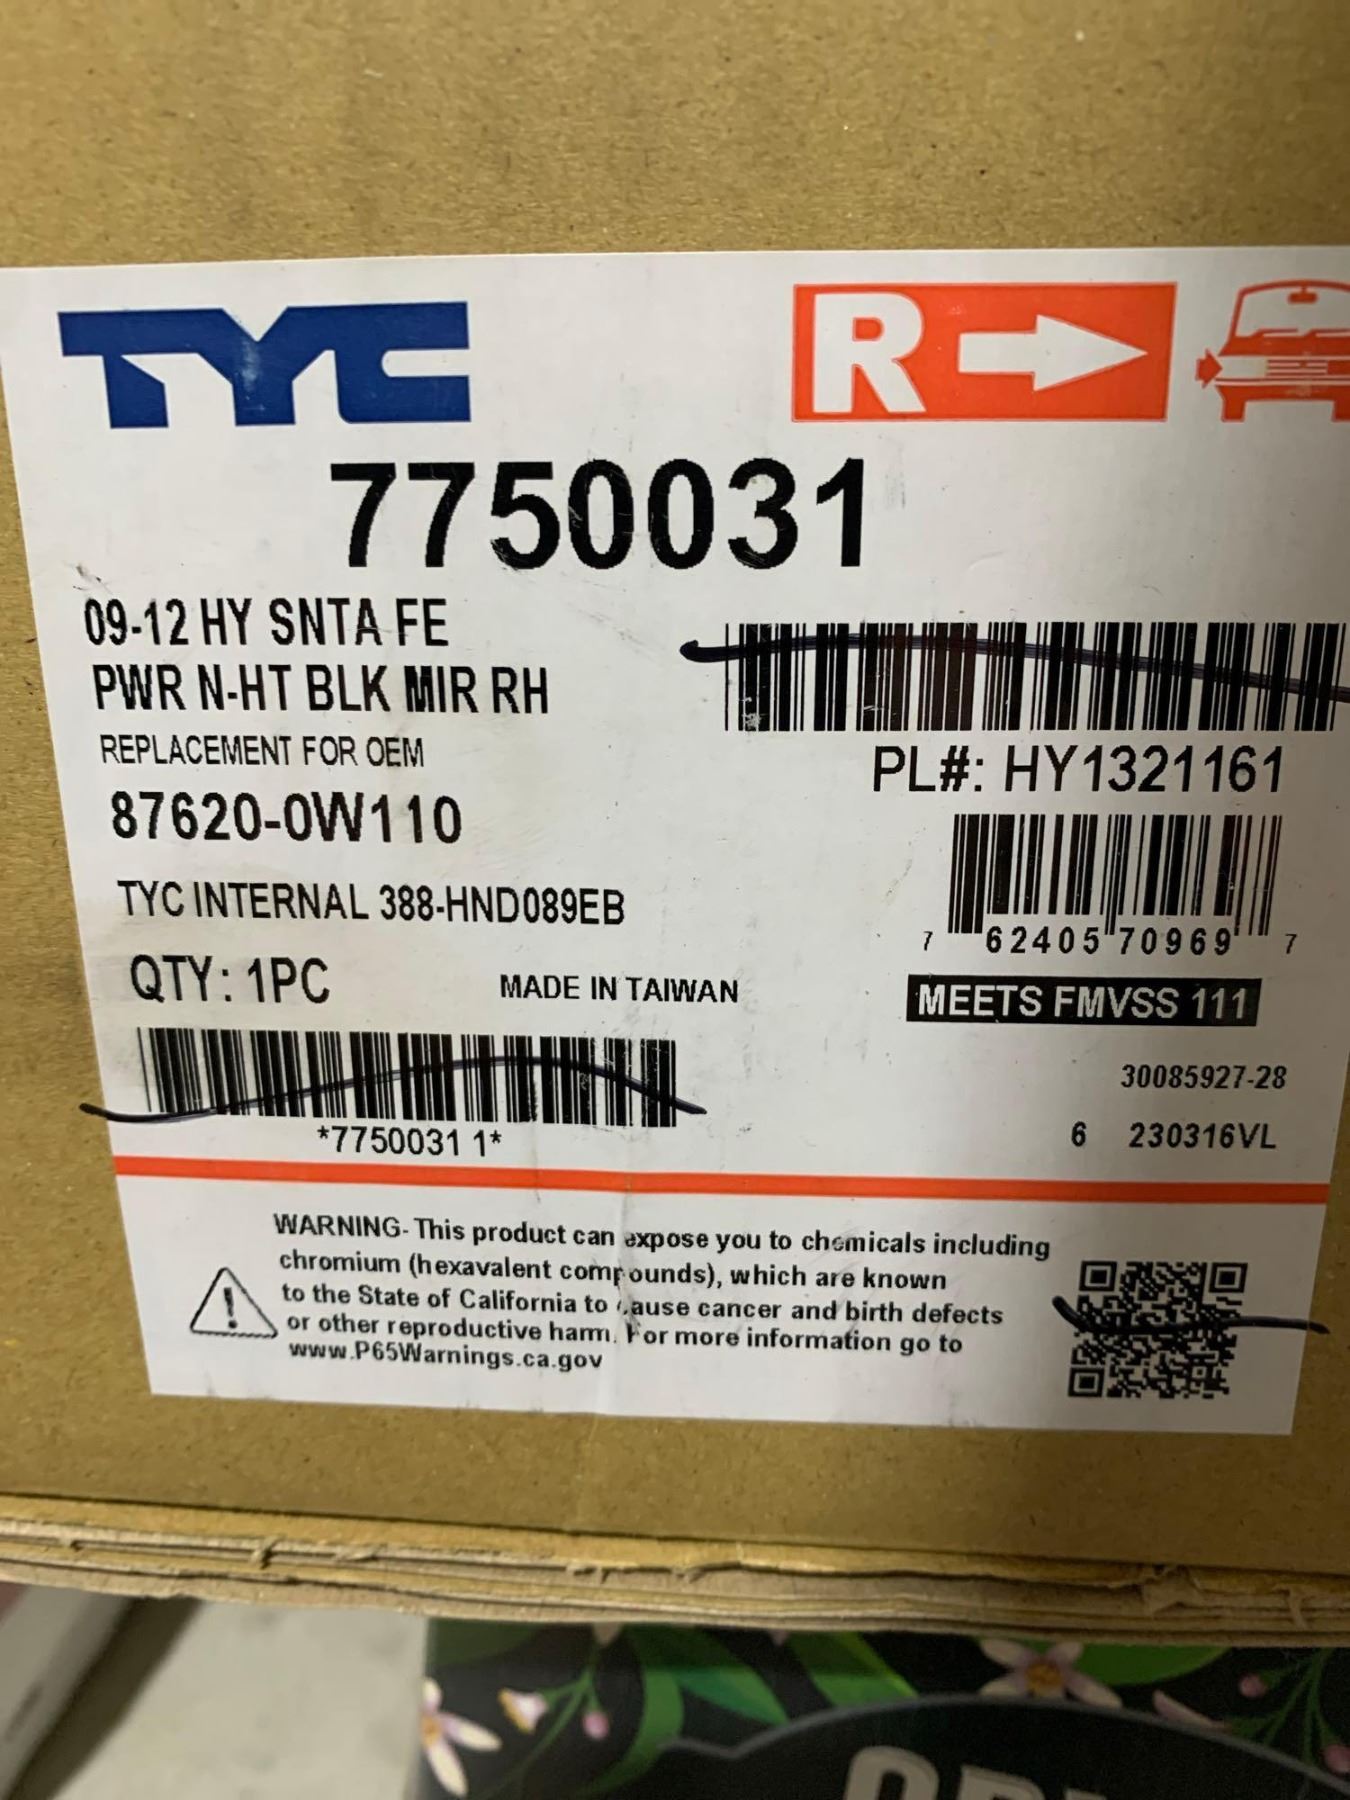 TYC
R
7750031
09-12 HY SNTA FE
PWR N-HT BLK MIR RH
REPLACEMENT FOR OEM
87620-0W110
PL#: HY1321161
TYC INTERNAL 388-HND089EB
7 62405 70969 7
QTY: 1PC
MADE IN TAIWAN
MEETS FMVSS 111
30085927-28
*7750031 1*
6 230316VL
WARNING- This product can expose you to chemicals including
chromium (hexavalent compounds), which are known
to the State of California to cause cancer and birth defects
or other reproductive harm. For more information go to
www.P65Warnings.ca.gov